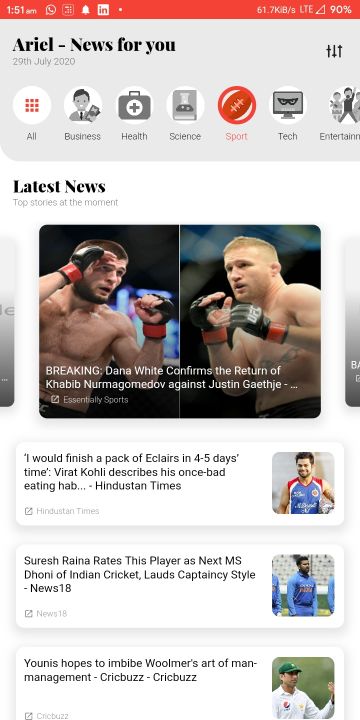 1:51am
61.7KiB/s LTE 90%
Ariel - News for you
29th July 2020
All
Business
Health
Science
Sport
Tech
Entertainn
Latest News
Top stories at the moment
BREAKING: Dana White Confirms the Return of
Khabib Nurmagomedov against Justin Gaethje - ...
Essentially Sports
...
BA
'I would finish a pack of Eclairs in 4-5 days'
time': Virat Kohli describes his once-bad
eating hab... - Hindustan Times
Hindustan Times
Suresh Raina Rates This Player as Next MS
Dhoni of Indian Cricket, Lauds Captaincy Style
- News18
News18
Younis hopes to imbibe Woolmer's art of man-
management - Cricbuzz - Cricbuzz
Cricbuzz